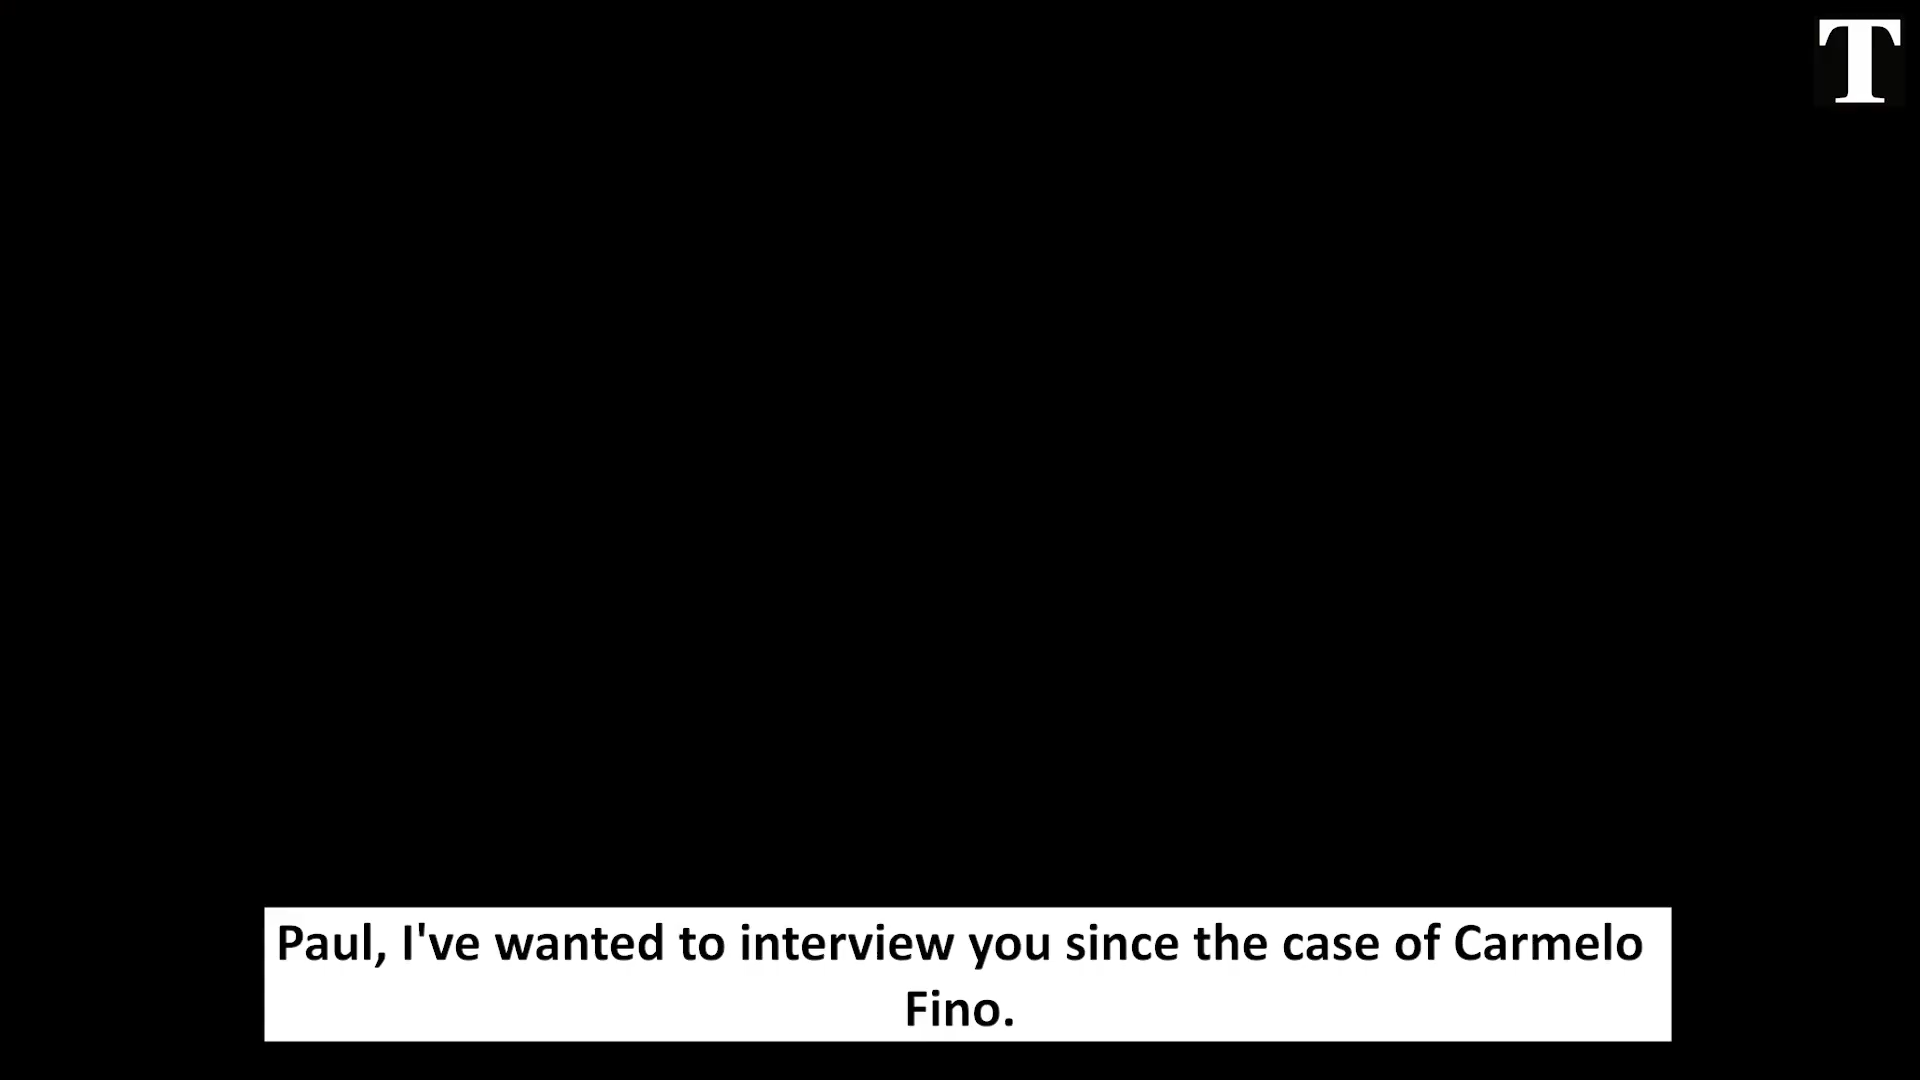 T
Paul, I've wanted to interview you since the case of Carmelo
Fino.